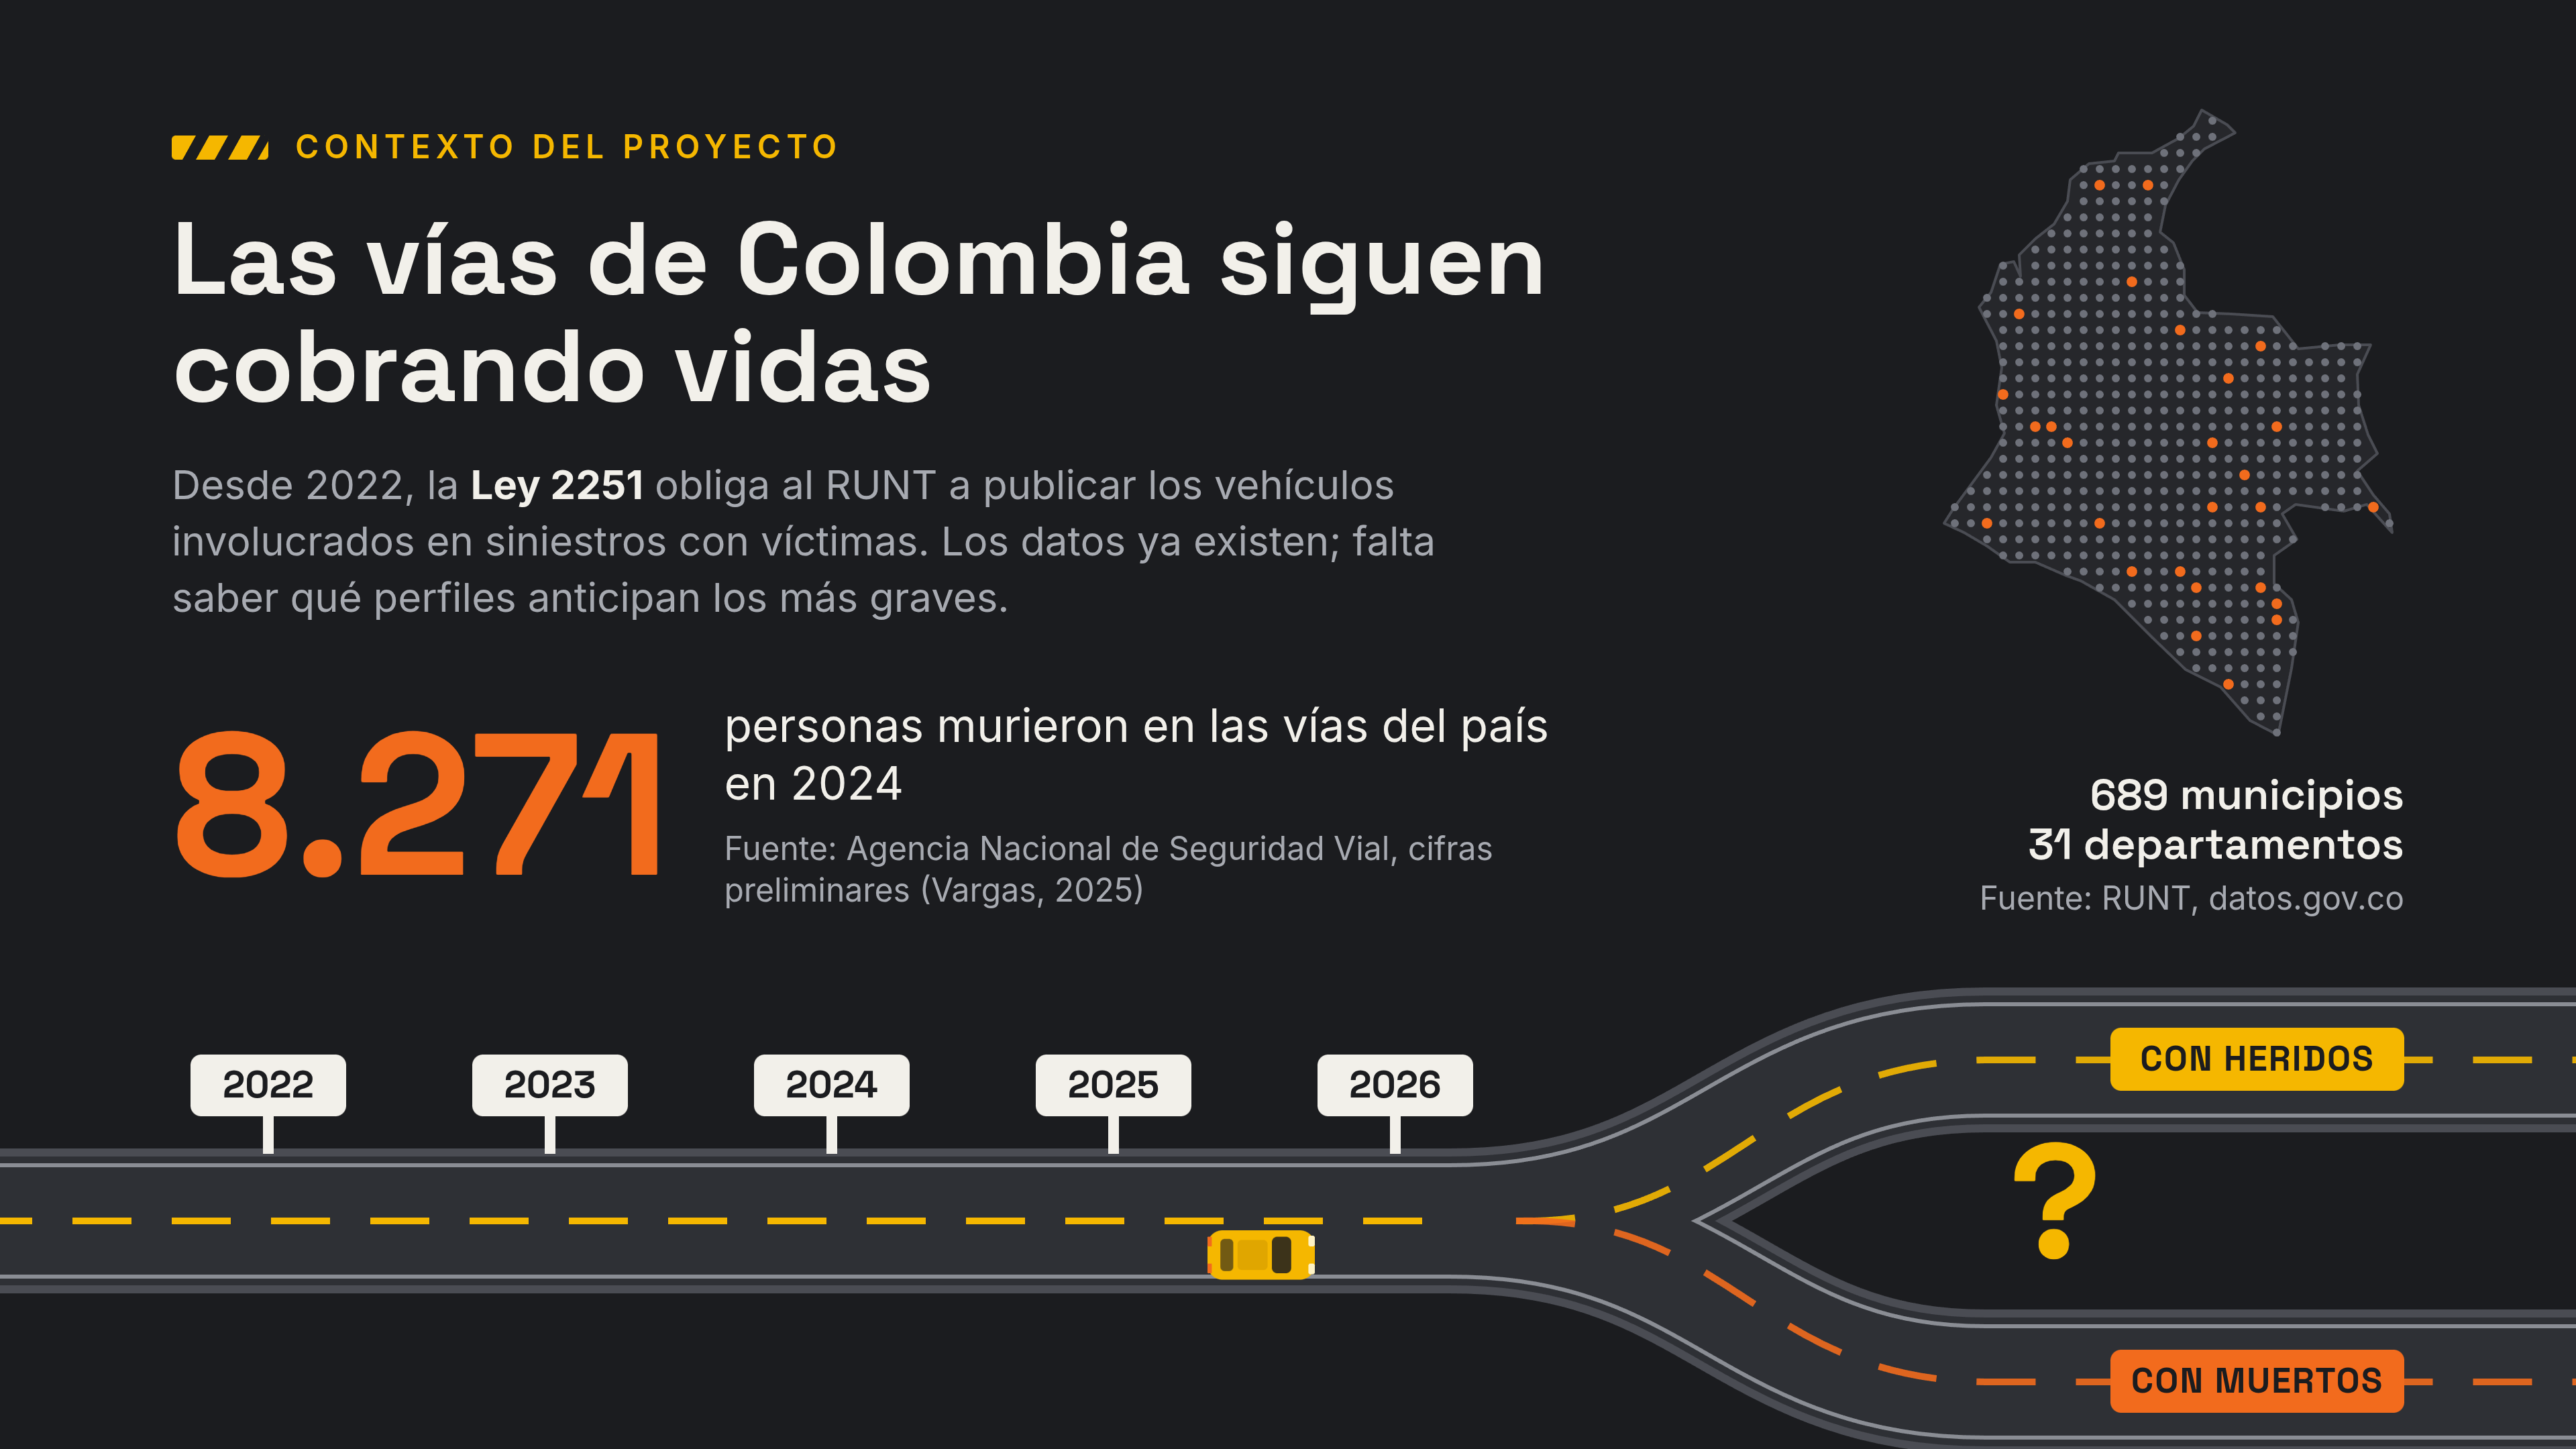 CONTEXTO DEL PROYECTO
Las vías de Colombia siguen
cobrando vidas
Desde 2022, la Ley 2251 obliga al RUNT a publicar los vehículos
involucrados en siniestros con víctimas. Los datos ya existen; falta
saber qué perfiles anticipan los más graves.
8.271
personas murieron en las vías del país
en 2024
Fuente: Agencia Nacional de Seguridad Vial, cifras
preliminares (Vargas, 2025)
689 municipios
31 departamentos
Fuente: RUNT, datos.gov.co
2022
2023
2024
2025
2026
CON HERIDOS
?
CON MUERTOS